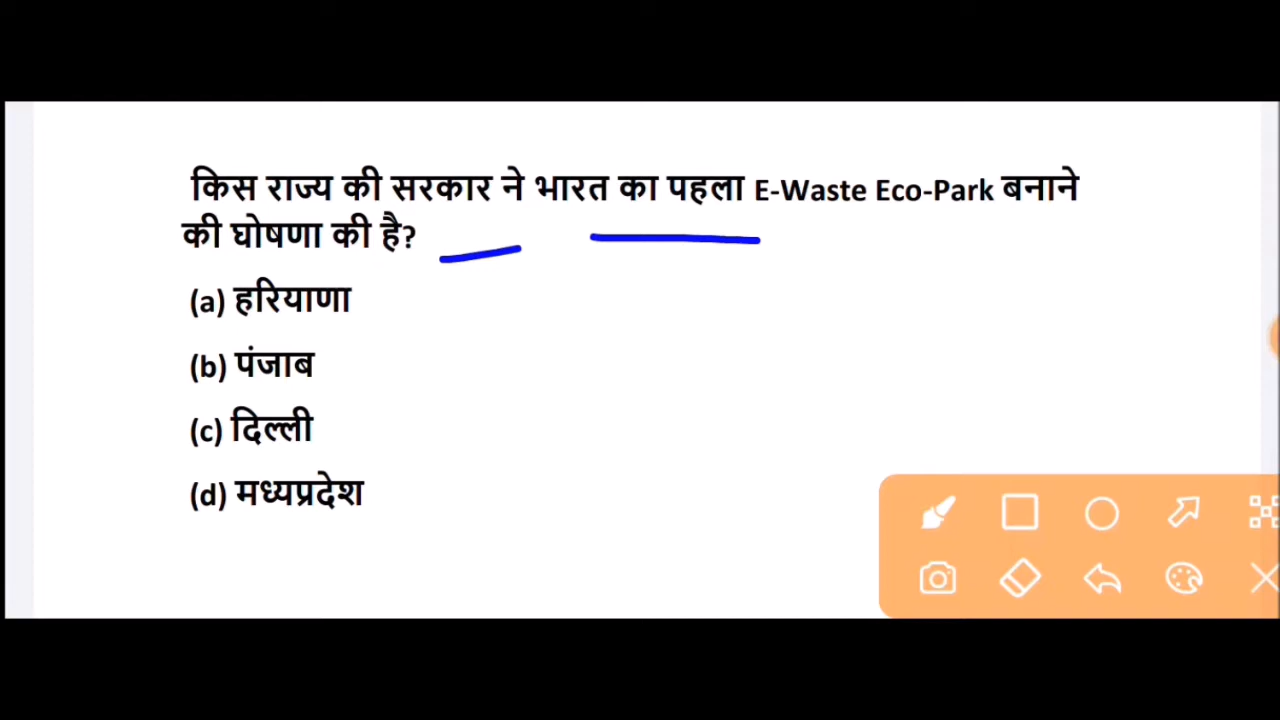 किस राज्य की सरकार ने भारत का पहला E-Waste Eco-Park बनाने
की घोषणा की है?
(a) हरियाणा
(b) पंजाब
(c) दिल्ली
(d) मध्यप्रदेश